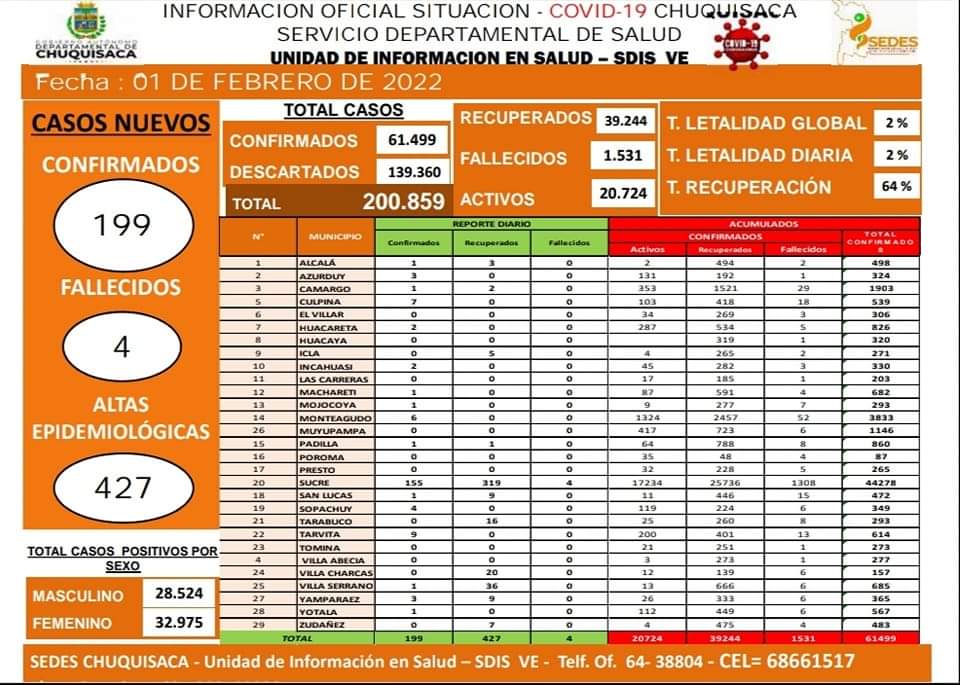 GOBIERNO AUTÓNOMO
DEPARTAMENTAL DE
CHUQUISACA
INFORMACION OFICIAL SITUACION - COVID-19 CHUQUISACA
SERVICIO DEPARTAMENTAL DE SALUD
UNIDAD DE INFORMACION EN SALUD – SDIS VE
COVID-19
SEDES
Fecha : 01 DE FEBRERO DE 2022
CASOS NUEVOS
CONFIRMADOS
199
FALLECIDOS
4
ALTAS
EPIDEMIOLÓGICAS
427
TOTAL CASOS POSITIVOS POR
SEXO
MASCULINO 28.524
FEMENINO 32.975
TOTAL CASOS
CONFIRMADOS 61.499
DESCARTADOS 139.360
TOTAL 200.859
RECUPERADOS 39.244
FALLECIDOS 1.531
ACTIVOS 20.724
T. LETALIDAD GLOBAL 2 %
T. LETALIDAD DIARIA 2 %
T. RECUPERACIÓN 64 %
N° MUNICIPIO REPORTE DIARIO ACUMULADOS
Confirmados Recuperados Fallecidos CONFIRMADOS TOTAL CONFIRMADOS
Activos Recuperados Fallecidos
1 ALCALÁ 1 3 0 2 494 2 498
2 AZURDUY 3 0 0 131 192 1 324
3 CAMARGO 1 2 0 353 1521 29 1903
5 CULPINA 7 0 0 103 418 18 539
6 EL VILLAR 0 0 0 34 269 3 306
7 HUACARETA 2 0 0 287 534 5 826
8 HUACAYA 0 0 0 319 1 320
9 ICLA 0 5 0 4 265 2 271
10 INCAHUASI 2 0 0 45 282 3 330
11 LAS CARRERAS 0 0 0 17 185 1 203
12 MACHARETI 1 0 0 87 591 4 682
13 MOJOCOYA 1 0 0 9 277 7 293
14 MONTEAGUDO 6 0 0 1324 2457 52 3833
26 MUYUPAMPA 0 0 0 417 723 6 1146
15 PADILLA 1 1 0 64 788 8 860
16 POROMA 0 0 0 35 48 4 87
17 PRESTO 0 0 0 32 228 5 265
20 SUCRE 155 319 4 17234 25736 1308 44278
18 SAN LUCAS 1 9 0 11 446 15 472
19 SOPACHUY 4 0 0 119 224 6 349
21 TARABUCO 0 16 0 25 260 8 293
22 TARVITA 9 0 0 200 401 13 614
23 TOMINA 0 0 0 21 251 1 273
4 VILLA ABECIA 0 0 0 3 273 1 277
24 VILLA CHARCAS 0 20 0 12 139 6 157
25 VILLA SERRANO 1 36 0 13 666 6 685
27 YAMPARAEZ 3 9 0 26 333 6 365
28 YOTALA 1 0 0 112 449 6 567
29 ZUDAÑEZ 0 7 0 4 475 4 483
TOTAL 199 427 4 20724 39244 1531 61499
SEDES CHUQUISACA - Unidad de Información en Salud – SDIS VE - Telf. Of. 64- 38804 - CEL= 68661517